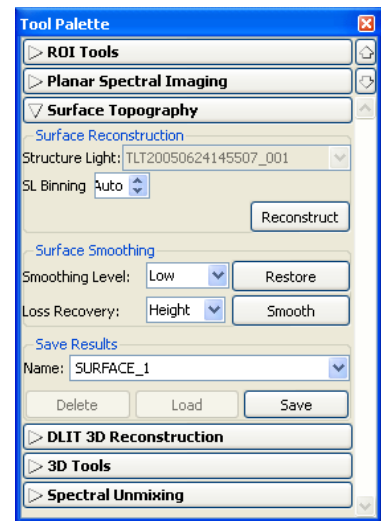 Tool Palette
ROI Tools
Planar Spectral Imaging
Surface Topography
Surface Reconstruction
Structure Light: TLT20050624145507_001
SL Binning Auto
Reconstruct
Surface Smoothing
Smoothing Level: Low Restore
Loss Recovery: Height Smooth
Save Results
Name: SURFACE_1
Delete Load Save
DLIT 3D Reconstruction
3D Tools
Spectral Unmixing